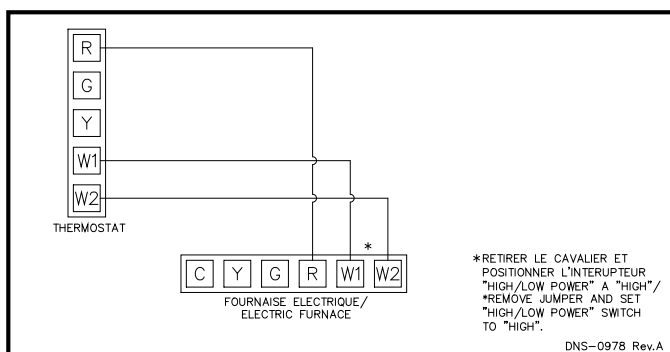 R
G
Y
W1
W2
THERMOSTAT
*
C Y G R W1 W2
FOURNAISE ELECTRIQUE/
ELECTRIC FURNACE
*RETIRER LE CAVALIER ET
POSITIONNER L'INTERUPTEUR
"HIGH/LOW POWER" A "HIGH"/
*REMOVE JUMPER AND SET
"HIGH/LOW POWER" SWITCH
TO "HIGH".
DNS-0978 Rev.A